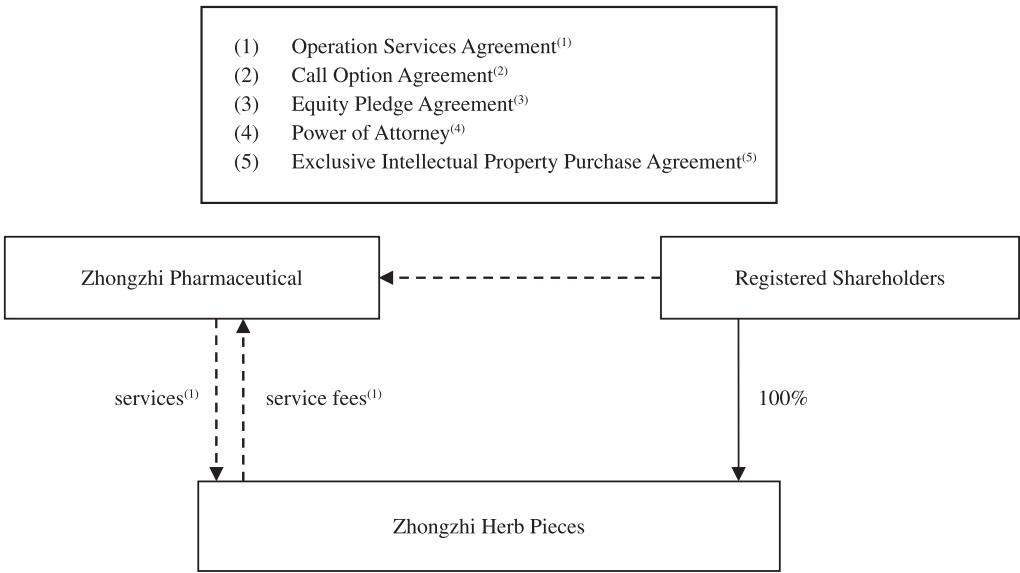 (1) Operation Services Agreement(1)
(2) Call Option Agreement(2)
(3) Equity Pledge Agreement(3)
(4) Power of Attorney(4)
(5) Exclusive Intellectual Property Purchase Agreement(5)
Zhongzhi Pharmaceutical
Registered Shareholders
services(1)
service fees(1)
100%
Zhongzhi Herb Pieces